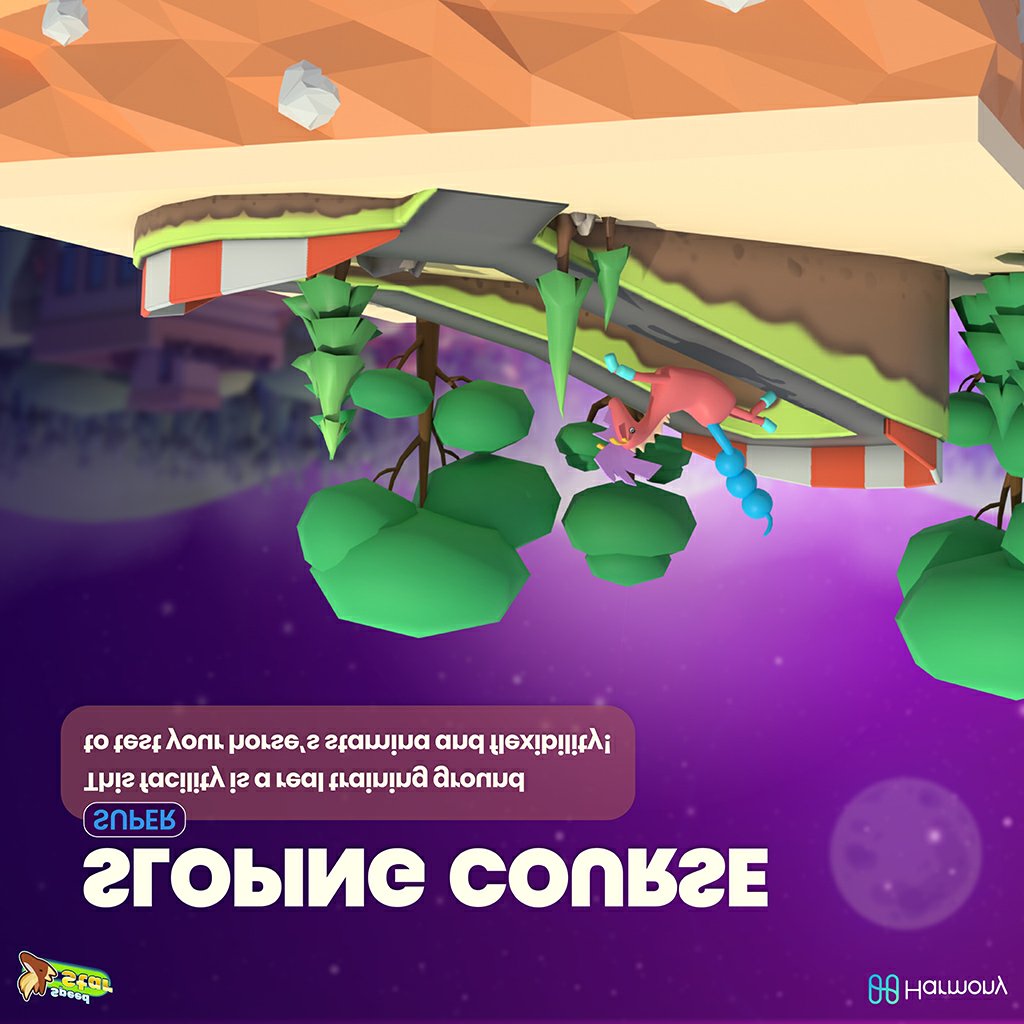 Speed
Star
Harmony
SLOPING COURSE
SUPER
This facility is a real training ground
to test your horse's stamina and flexibility!